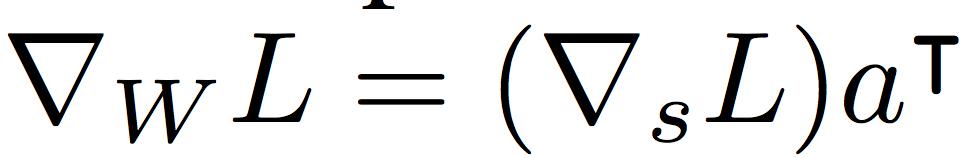 ∇_W L = (∇_s L)a^⊤